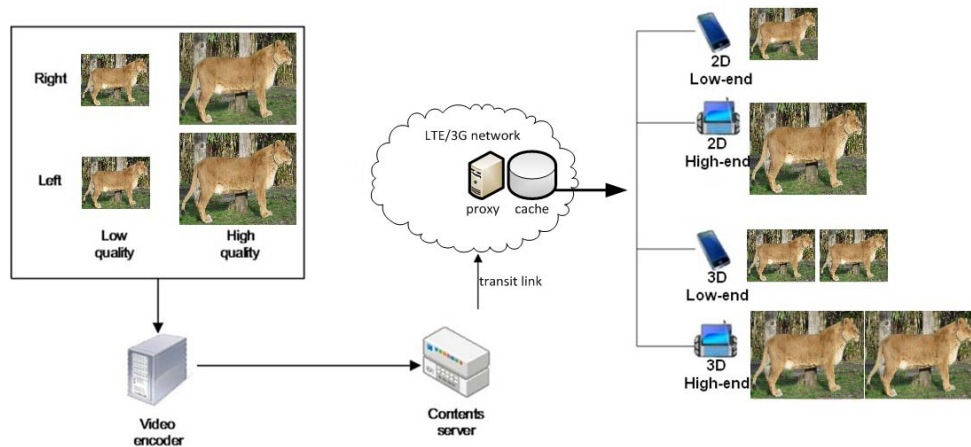 Right
Left
Low
quality
High
quality
Video
encoder
Contents
server
transit link
LTE/3G network
proxy
cache
2D
Low-end
2D
High-end
3D
Low-end
3D
High-end